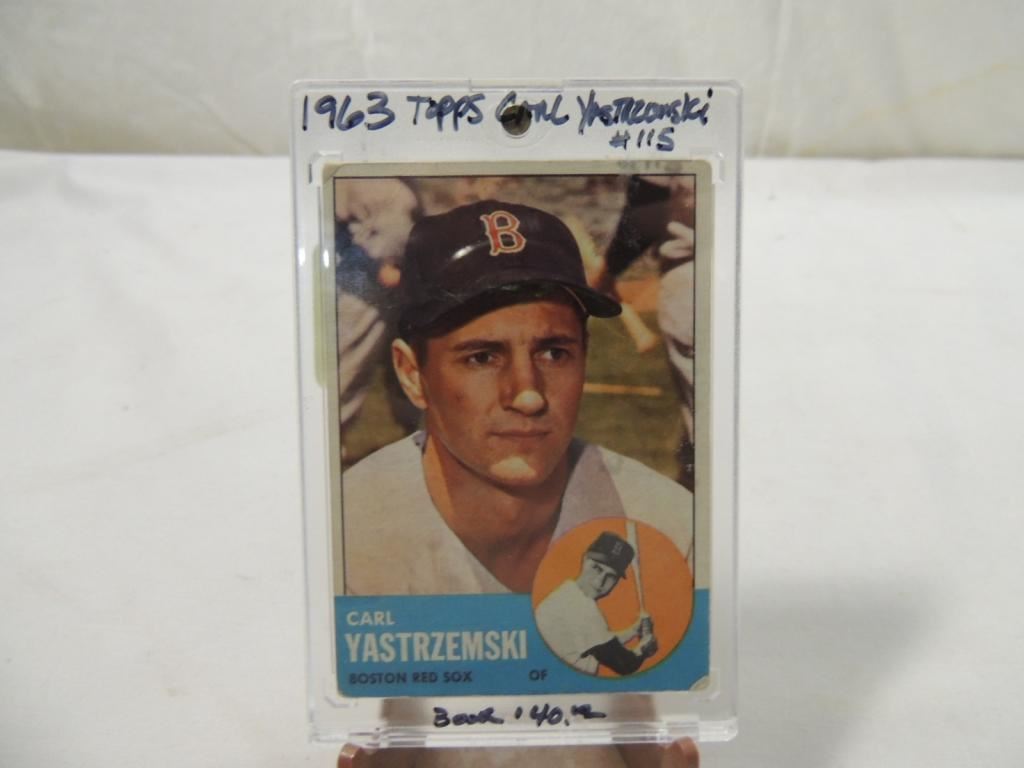 1963 TOPPS CARL YASTRZEMSKI
#115
B
CARL
YASTRZEMSKI
BOSTON RED SOX OF
Book $40.00